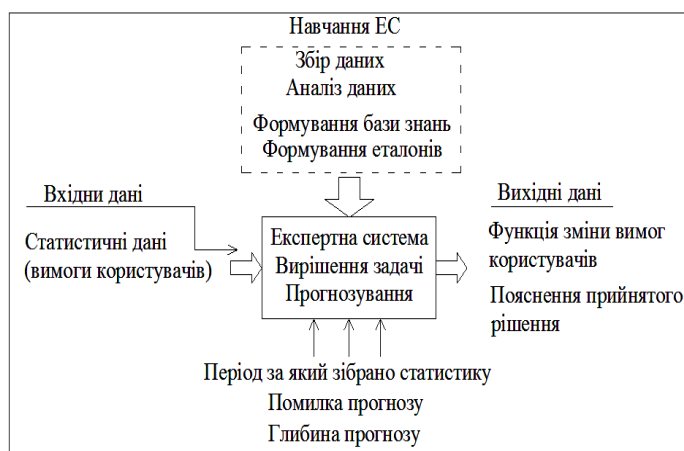 Навчання ЕС
Збір даних
Аналіз даних
Формування бази знань
Формування еталонів
Вхідни дані
Статистичні дані
(вимоги користувачів)
Експертна система
Вирішення задачі
Прогнозування
Вихідні дані
Функція зміни вимог
користувачів
Пояснення прийнятого
рішення
Період за який зібрано статистику
Помилка прогнозу
Глибина прогнозу